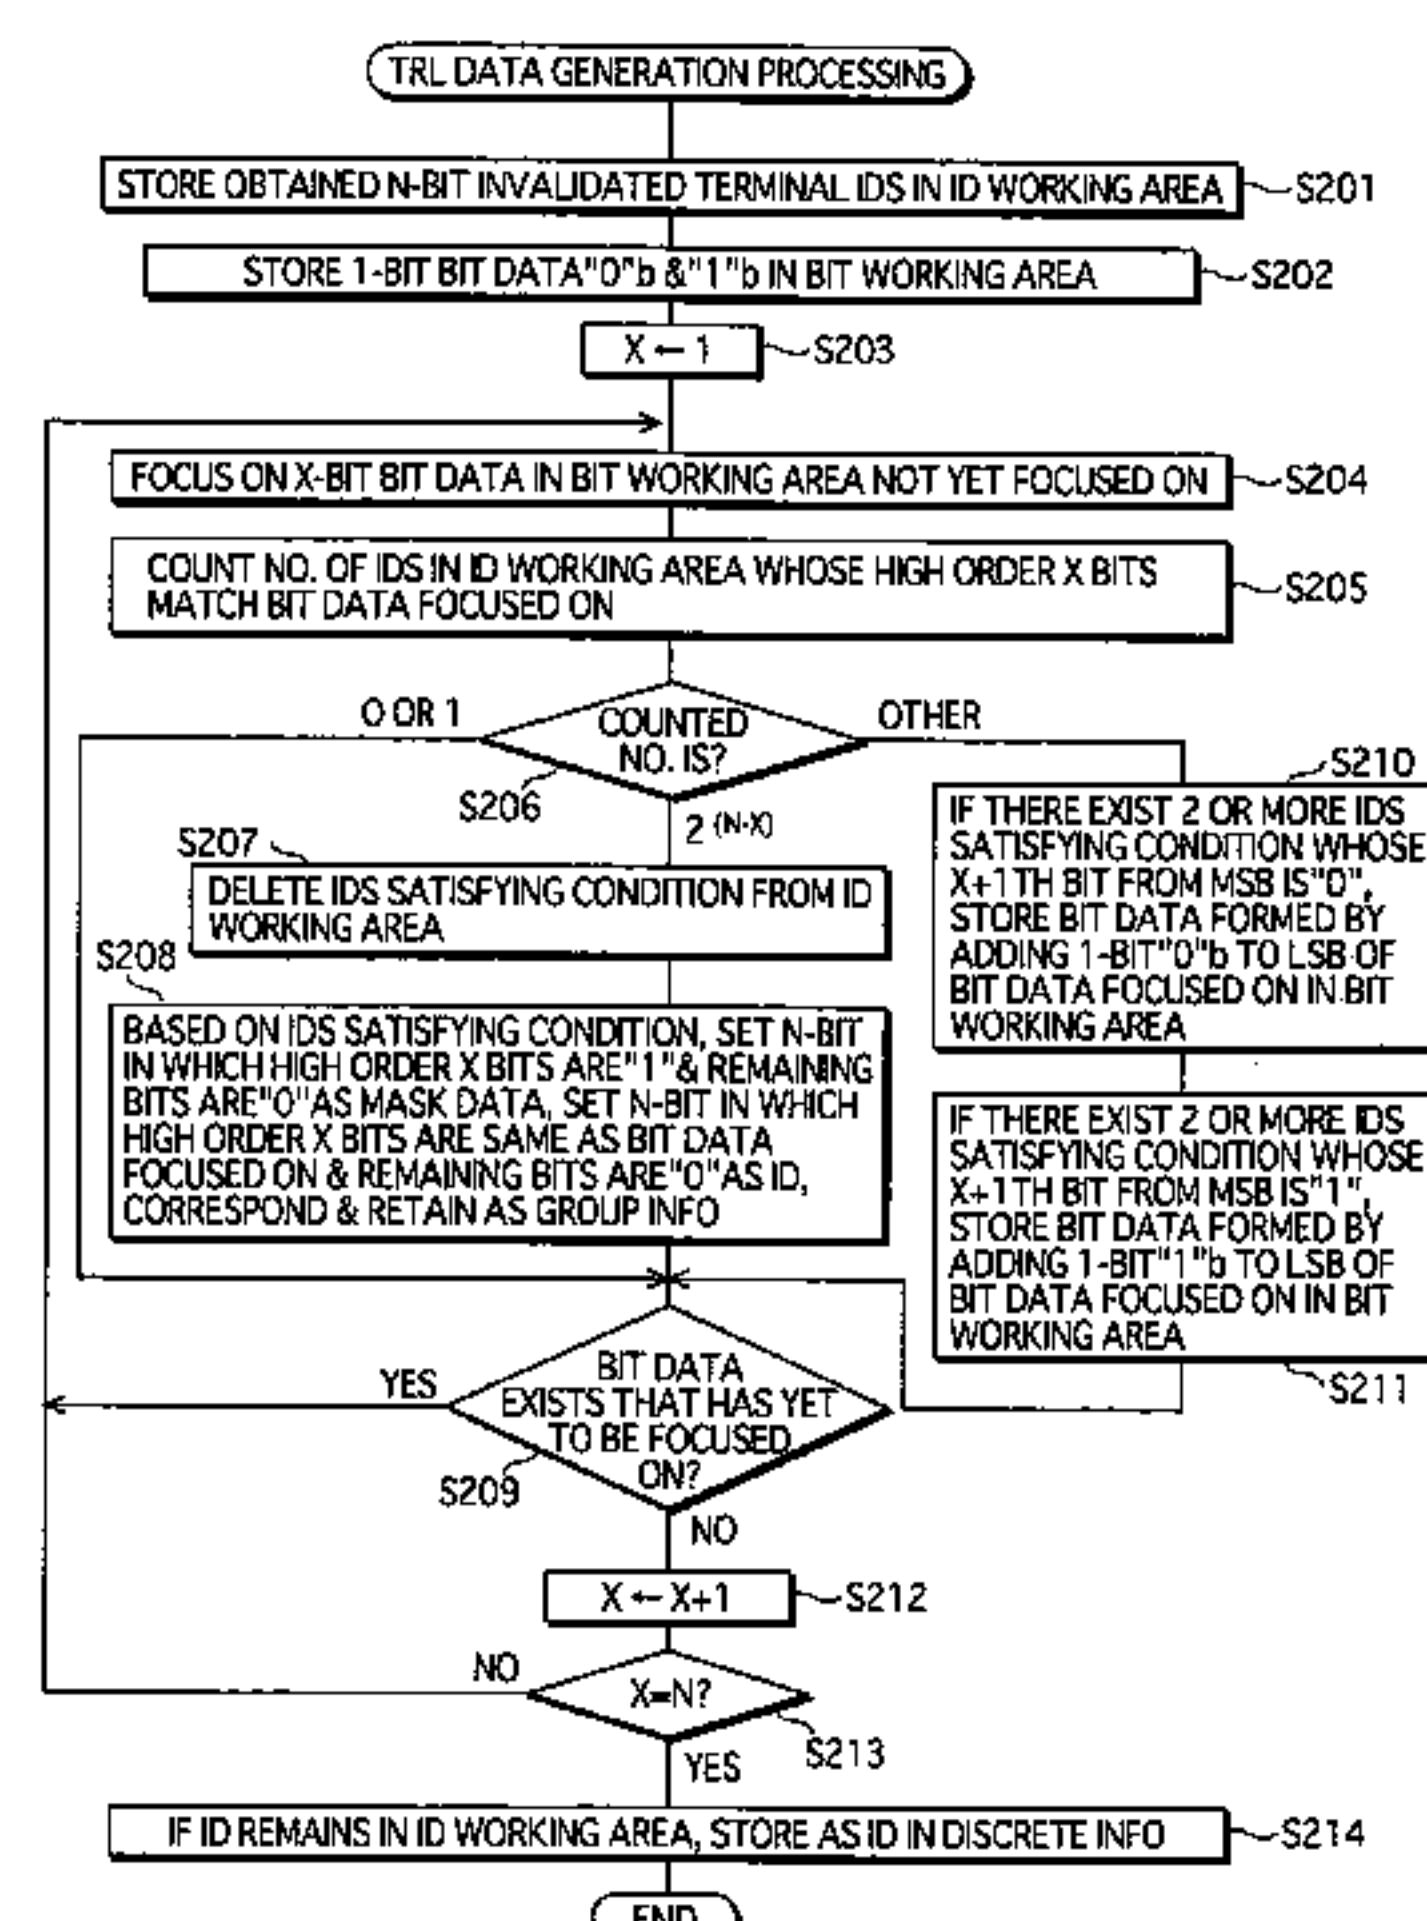 TRL DATA GENERATION PROCESSING
STORE OBTAINED N-BIT INVALIDATED TERMINAL IDS IN ID WORKING AREA
S201
STORE 1-BIT BIT DATA"0"b &"1"b IN BIT WORKING AREA
S202
X ← 1
S203
FOCUS ON X-BIT BIT DATA IN BIT WORKING AREA NOT YET FOCUSED ON
S204
COUNT NO. OF IDS IN ID WORKING AREA WHOSE HIGH ORDER X BITS
MATCH BIT DATA FOCUSED ON
S205
0 OR 1
COUNTED
NO. IS?
OTHER
S206
2 (N-X)
S207
DELETE IDS SATISFYING CONDITION FROM ID
WORKING AREA
S208
BASED ON IDS SATISFYING CONDITION, SET N-BIT
IN WHICH HIGH ORDER X BITS ARE"1"& REMAINING
BITS ARE"0"AS MASK DATA, SET N-BIT IN WHICH
HIGH ORDER X BITS ARE SAME AS BIT DATA
FOCUSED ON & REMAINING BITS ARE"0"AS ID,
CORRESPOND & RETAIN AS GROUP INFO
S210
IF THERE EXIST 2 OR MORE IDS
SATISFYING CONDITION WHOSE
X+1TH BIT FROM MSB IS"0",
STORE BIT DATA FORMED BY
ADDING 1-BIT"0"b TO LSB OF
BIT DATA FOCUSED ON IN BIT
WORKING AREA
IF THERE EXIST 2 OR MORE IDS
SATISFYING CONDITION WHOSE
X+1TH BIT FROM MSB IS"1",
STORE BIT DATA FORMED BY
ADDING 1-BIT"1"b TO LSB OF
BIT DATA FOCUSED ON IN BIT
WORKING AREA
S211
YES
BIT DATA
EXISTS THAT HAS YET
TO BE FOCUSED
ON?
S209
NO
X ← X+1
S212
NO
X=N?
S213
YES
IF ID REMAINS IN ID WORKING AREA, STORE AS ID IN DISCRETE INFO
S214
END